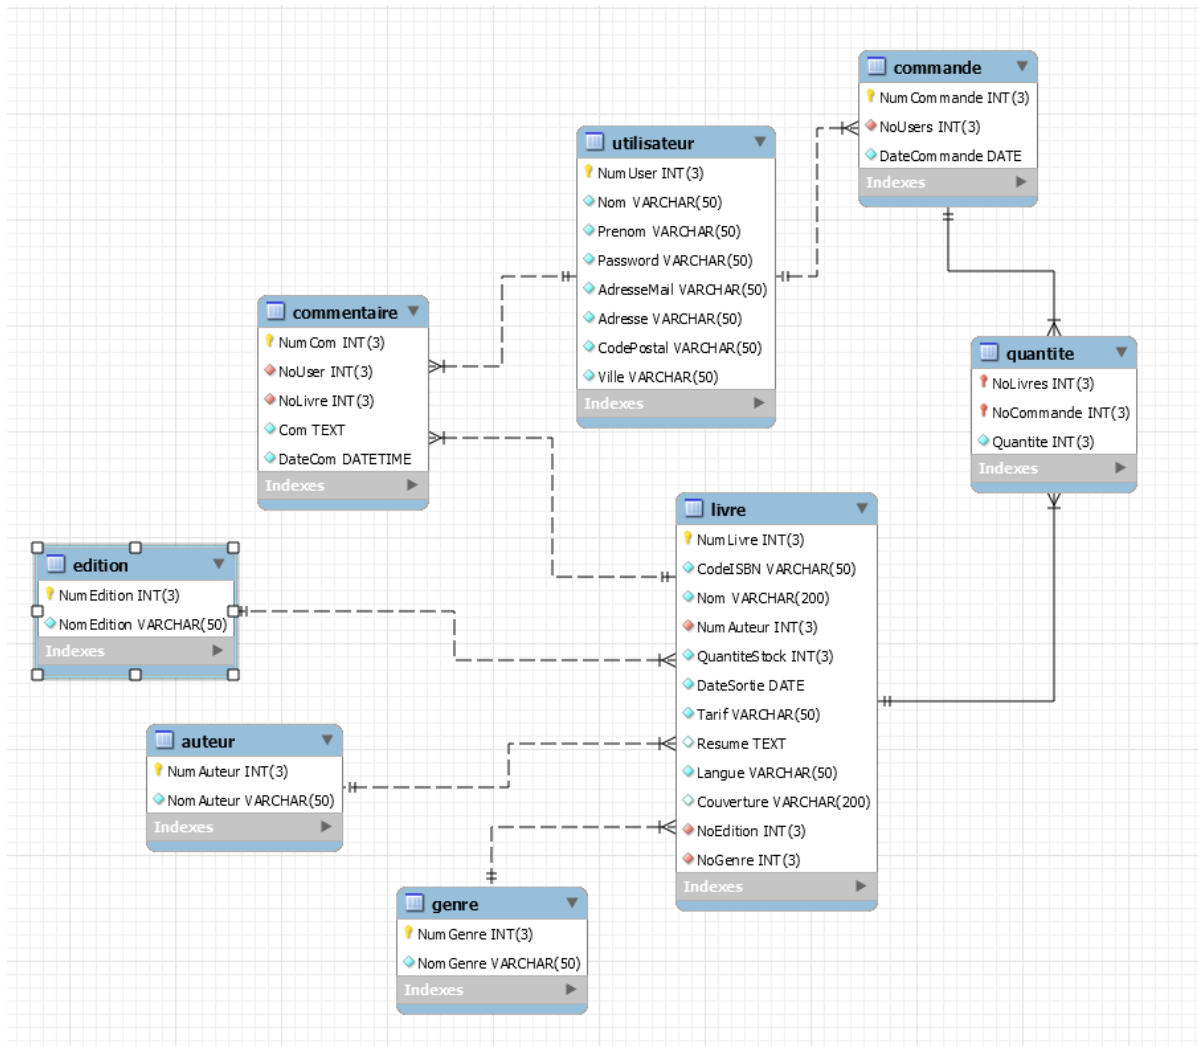 commande
NumCommande INT(3)
NoUsers INT(3)
DateCommande DATE
Indexes
utilisateur
NumUser INT(3)
Nom VARCHAR(50)
Prenom VARCHAR(50)
Password VARCHAR(50)
AdresseMail VARCHAR(50)
Adresse VARCHAR(50)
CodePostal VARCHAR(50)
Ville VARCHAR(50)
Indexes
commentaire
NumCom INT(3)
NoUser INT(3)
NoLivre INT(3)
Com TEXT
DateCom DATETIME
Indexes
quantite
NoLivres INT(3)
NoCommande INT(3)
Quantite INT(3)
Indexes
livre
NumLivre INT(3)
CodeISBN VARCHAR(50)
Nom VARCHAR(200)
NumAuteur INT(3)
QuantiteStock INT(3)
DateSortie DATE
Tarif VARCHAR(50)
Resume TEXT
Langue VARCHAR(50)
Couverture VARCHAR(200)
NoEdition INT(3)
NoGenre INT(3)
Indexes
edition
NumEdition INT(3)
NomEdition VARCHAR(50)
Indexes
auteur
NumAuteur INT(3)
NomAuteur VARCHAR(50)
Indexes
genre
NumGenre INT(3)
NomGenre VARCHAR(50)
Indexes